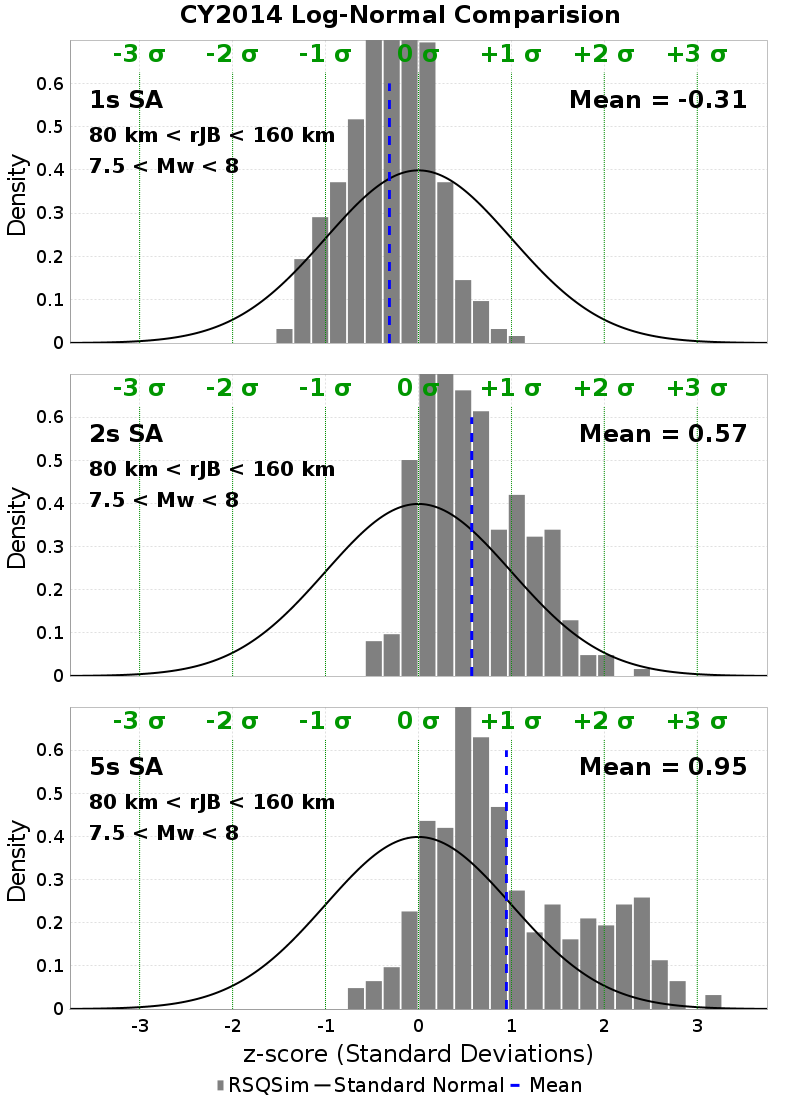 CY2014 Log-Normal Comparision
-3 σ -2 σ -1 σ 0 σ +1 σ +2 σ +3 σ
1s SA Mean = -0.31
80 km < rJB < 160 km
7.5 < Mw < 8
Density
0.6
0.5
0.4
0.3
0.2
0.1
0
-3 σ -2 σ -1 σ 0 σ +1 σ +2 σ +3 σ
2s SA Mean = 0.57
80 km < rJB < 160 km
7.5 < Mw < 8
Density
0.6
0.5
0.4
0.3
0.2
0.1
0
-3 σ -2 σ -1 σ 0 σ +1 σ +2 σ +3 σ
5s SA Mean = 0.95
80 km < rJB < 160 km
7.5 < Mw < 8
Density
0.6
0.5
0.4
0.3
0.2
0.1
0
-3 -2 -1 0 1 2 3
z-score (Standard Deviations)
RSQSim Standard Normal Mean